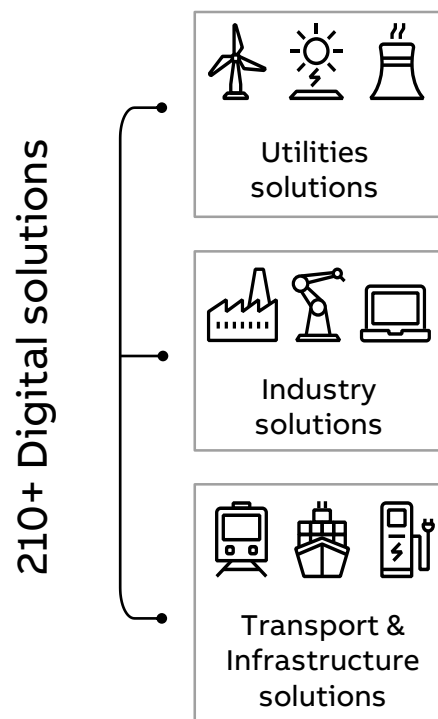 210+ Digital solutions
Utilities
solutions
Industry
solutions
Transport &
Infrastructure
solutions